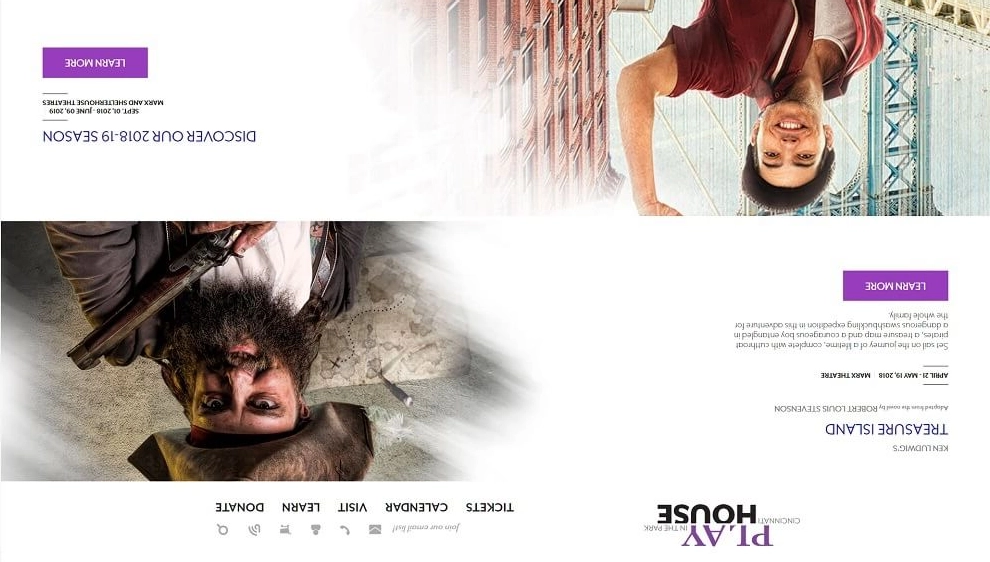 PLAY
CINCINNATI HOUSE IN THE PARK
join our email list!
TICKETS CALENDAR VISIT LEARN DONATE
KEN LUDWIG'S
TREASURE ISLAND
Adapted from the novel by ROBERT LOUIS STEVENSON
APRIL 21 - MAY 19, 2018 MARX THEATRE
Set sail on the journey of a lifetime, complete with cutthroat
pirates, a treasure map and a courageous boy entangled in
a dangerous swashbuckling expedition in this adventure for
the whole family.
LEARN MORE
DISCOVER OUR 2018-19 SEASON
SEPT. 01, 2018 - JUNE 09, 2019
MARX AND SHELTERHOUSE THEATRES
LEARN MORE